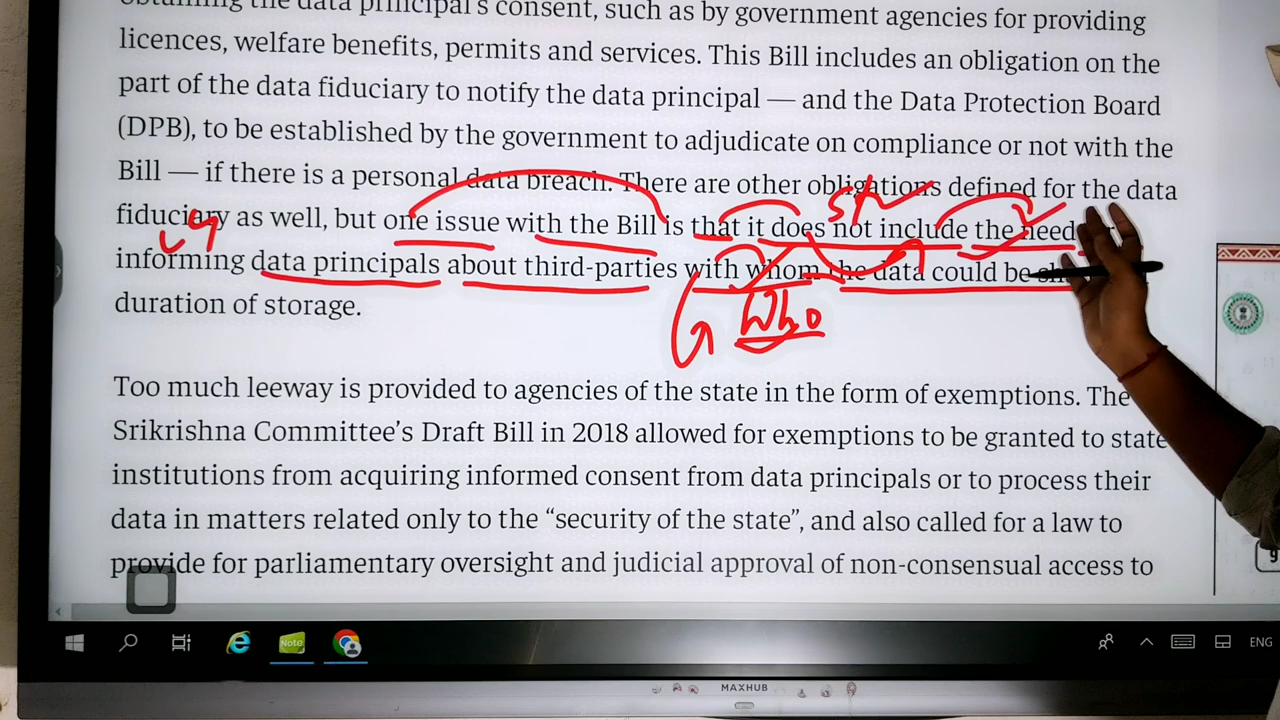 obtaining the data principal's consent, such as by government agencies for providing
licences, welfare benefits, permits and services. This Bill includes an obligation on the
part of the data fiduciary to notify the data principal — and the Data Protection Board
(DPB), to be established by the government to adjudicate on compliance or not with the
Bill — if there is a personal data breach. There are other obligations defined for the data
fiduciary as well, but one issue with the Bill is that it does not include the need
informing data principals about third-parties with whom the data could be
Who
duration of storage.
Too much leeway is provided to agencies of the state in the form of exemptions. The
Srikrishna Committee's Draft Bill in 2018 allowed for exemptions to be granted to state
institutions from acquiring informed consent from data principals or to process their
data in matters related only to the “security of the state”, and also called for a law to
provide for parliamentary oversight and judicial approval of non-consensual access to
Note
ENG
MAXHUB